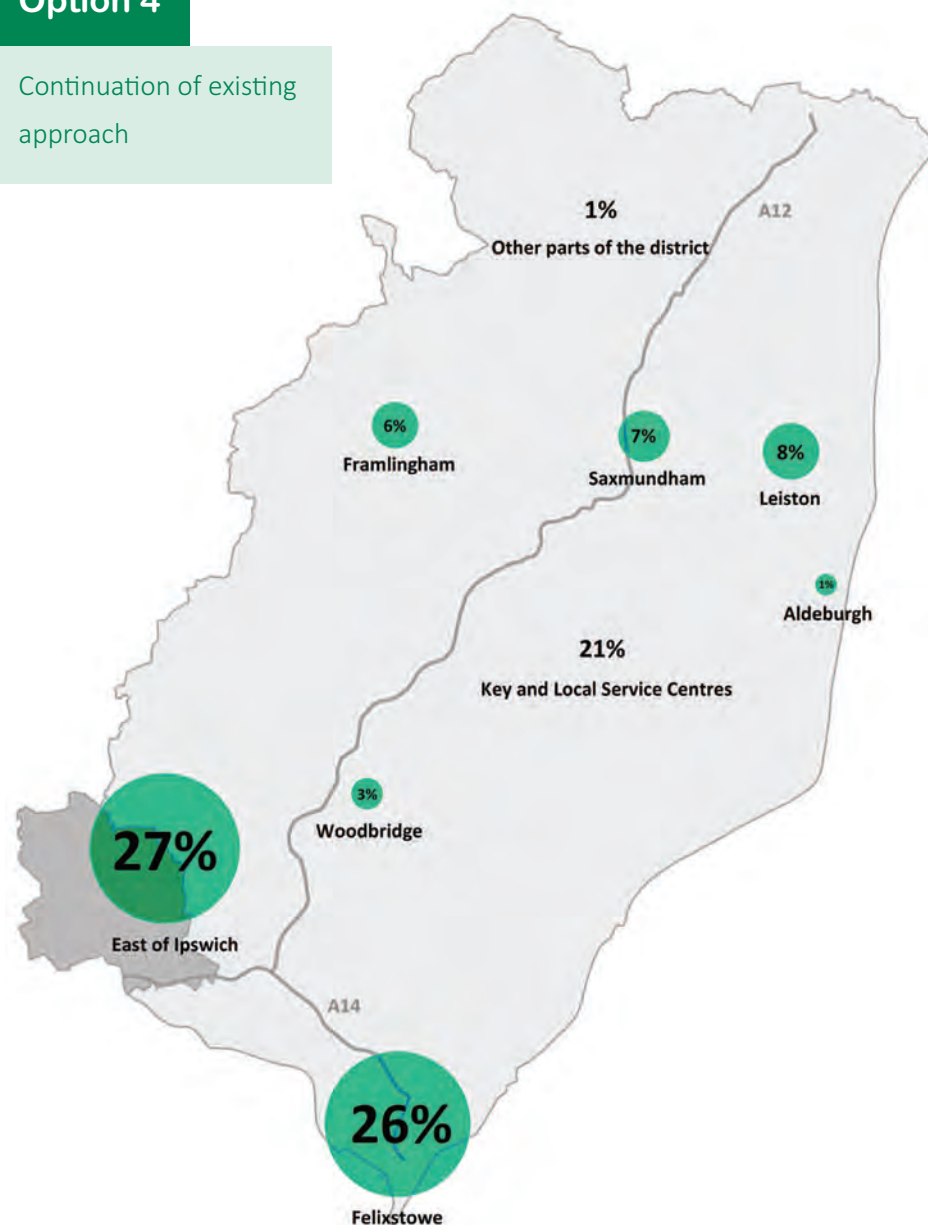 Option 4
Continuation of existing
approach
1%
Other parts of the district
A12
6%
Framlingham
7%
Saxmundham
8%
Leiston
1%
Aldeburgh
21%
Key and Local Service Centres
3%
Woodbridge
27%
East of Ipswich
A14
26%
Felixstowe